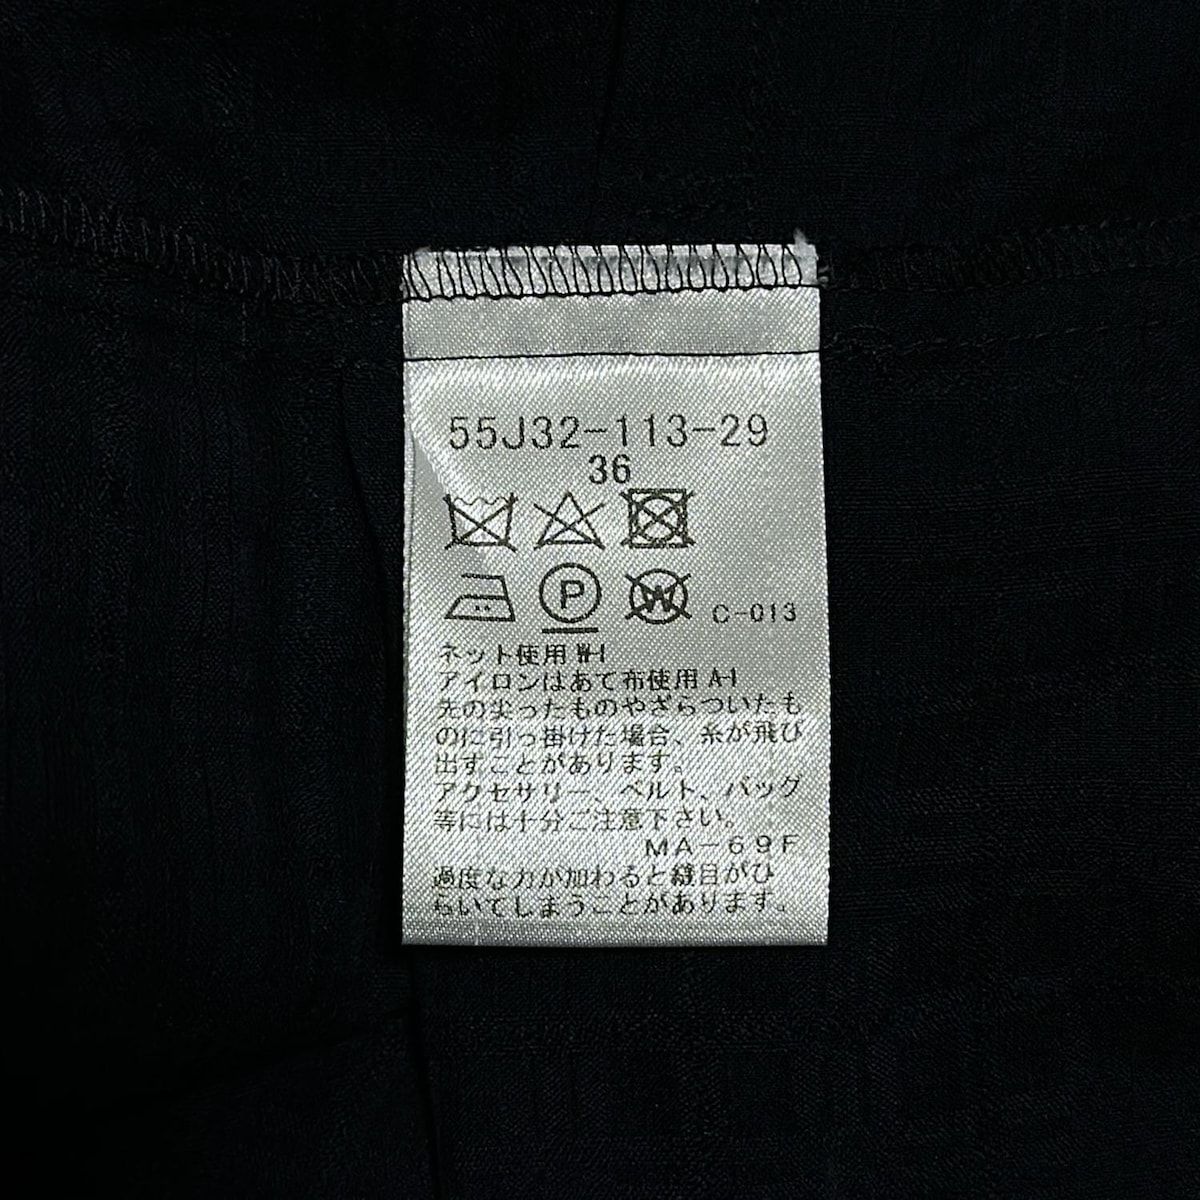 55J32-113-29
36
P W C-013
ネット使用 W-1
アイロンはあて布使用 A-1
先の尖ったものやざらついたも
のに引っ掛けた場合、糸が飛び
出すことがあります。
アクセサリー、ベルト、バッグ
等には十分ご注意下さい。
MA-69F
過度な力が加わると縫目がひ
らいてしまうことがあります。